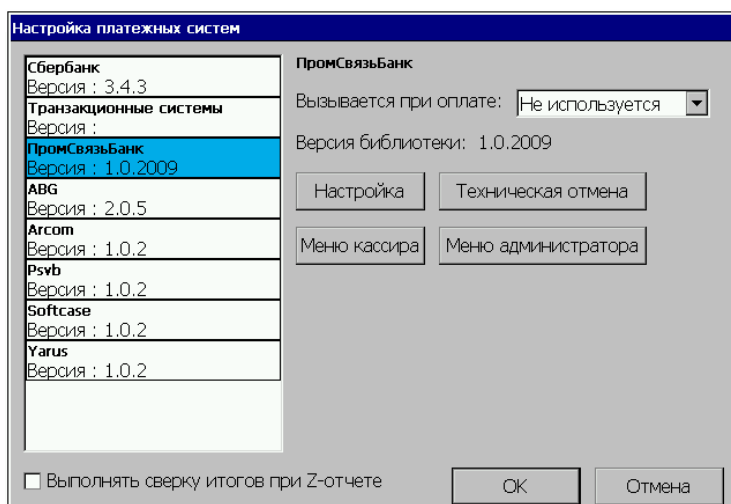 Настройка платежных систем
Сбербанк
Версия : 3.4.3
Транзакционные системы
Версия :
ПромСвязьБанк
Версия : 1.0.2009
ABG
Версия : 2.0.5
Arcom
Версия : 1.0.2
Psvb
Версия : 1.0.2
Softcase
Версия : 1.0.2
Yarus
Версия : 1.0.2
ПромСвязьБанк
Вызывается при оплате: Не используется
Версия библиотеки: 1.0.2009
Настройка Техническая отмена
Меню кассира Меню администратора
Выполнять сверку итогов при Z-отчете
OK Отмена